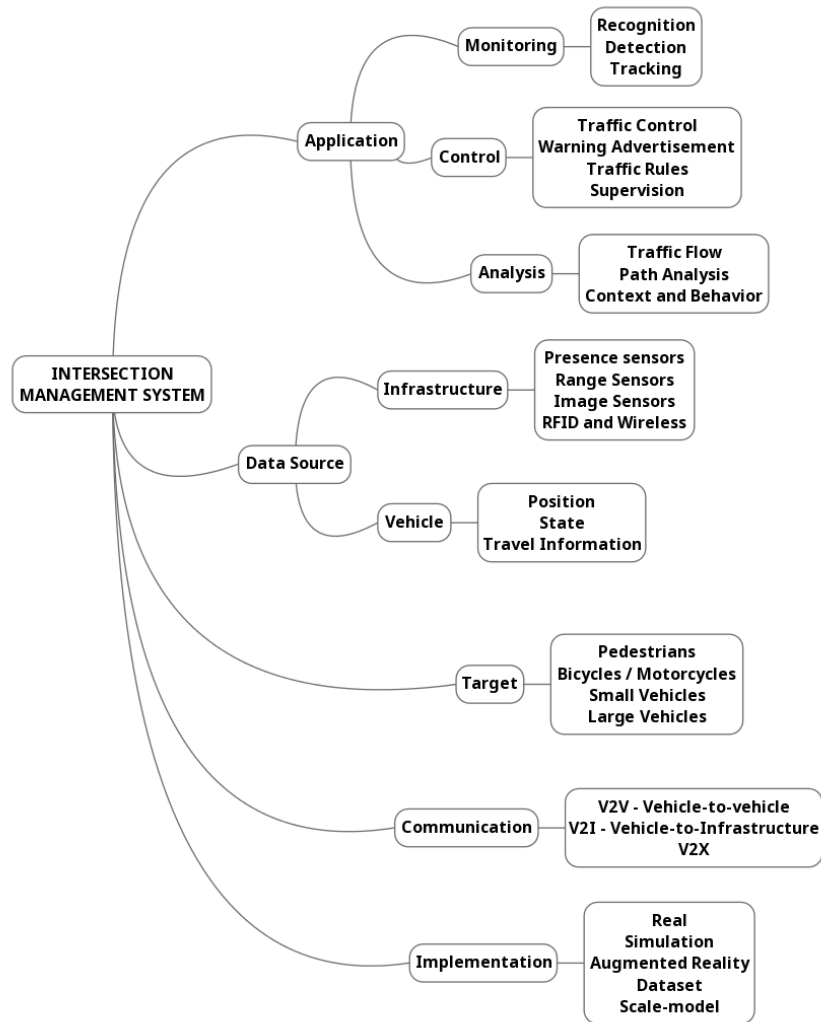 Monitoring
Recognition
Detection
Tracking
Application
Control
Traffic Control
Warning Advertisement
Traffic Rules
Supervision
Analysis
Traffic Flow
Path Analysis
Context and Behavior
INTERSECTION
MANAGEMENT SYSTEM
Data Source
Infrastructure
Presence sensors
Range Sensors
Image Sensors
RFID and Wireless
Vehicle
Position
State
Travel Information
Target
Pedestrians
Bicycles / Motorcycles
Small Vehicles
Large Vehicles
Communication
V2V - Vehicle-to-vehicle
V2I - Vehicle-to-Infrastructure
V2X
Implementation
Real
Simulation
Augmented Reality
Dataset
Scale-model